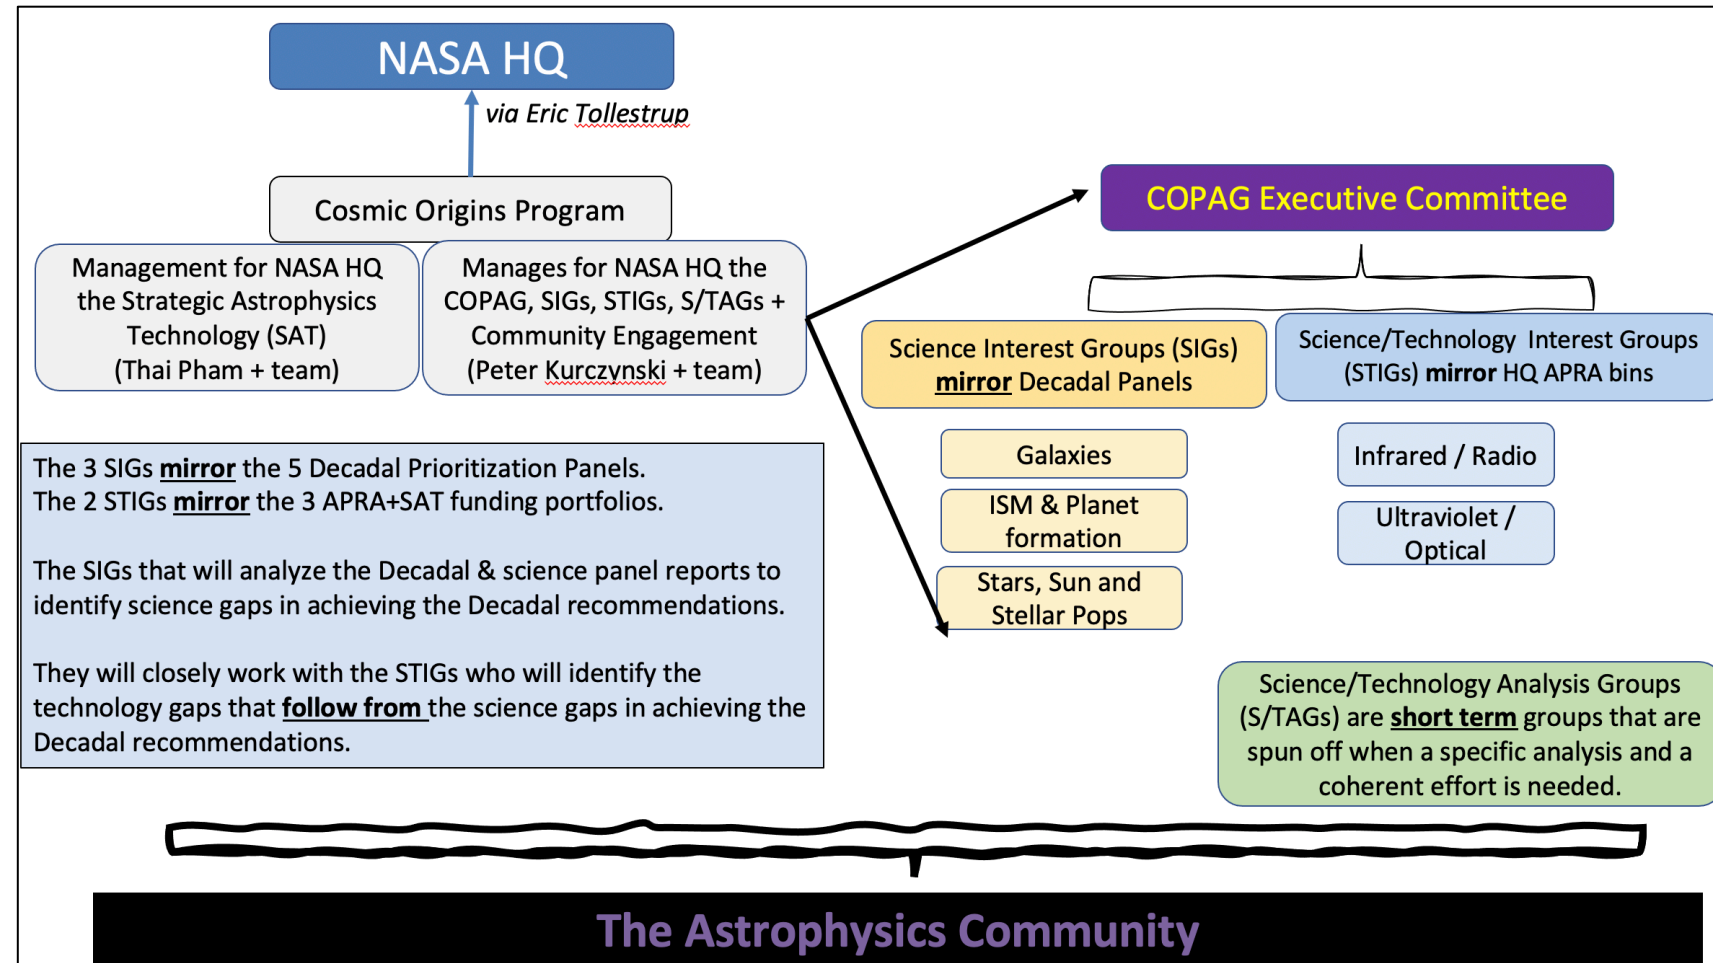 NASA HQ
via Eric Tollestrup
Cosmic Origins Program
Management for NASA HQ
the Strategic Astrophysics
Technology (SAT)
(Thai Pham + team)
Manages for NASA HQ the
COPAG, SIGs, STIGs, S/TAGs +
Community Engagement
(Peter Kurczynski + team)
COPAG Executive Committee
Science Interest Groups (SIGs)
mirror Decadal Panels
Science/Technology Interest Groups
(STIGs) mirror HQ APRA bins
Galaxies
ISM & Planet
formation
Stars, Sun and
Stellar Pops
Infrared / Radio
Ultraviolet /
Optical
The 3 SIGs mirror the 5 Decadal Prioritization Panels.
The 2 STIGs mirror the 3 APRA+SAT funding portfolios.
The SIGs that will analyze the Decadal & science panel reports to
identify science gaps in achieving the Decadal recommendations.
They will closely work with the STIGs who will identify the
technology gaps that follow from the science gaps in achieving the
Decadal recommendations.
Science/Technology Analysis Groups
(S/TAGs) are short term groups that are
spun off when a specific analysis and a
coherent effort is needed.
The Astrophysics Community